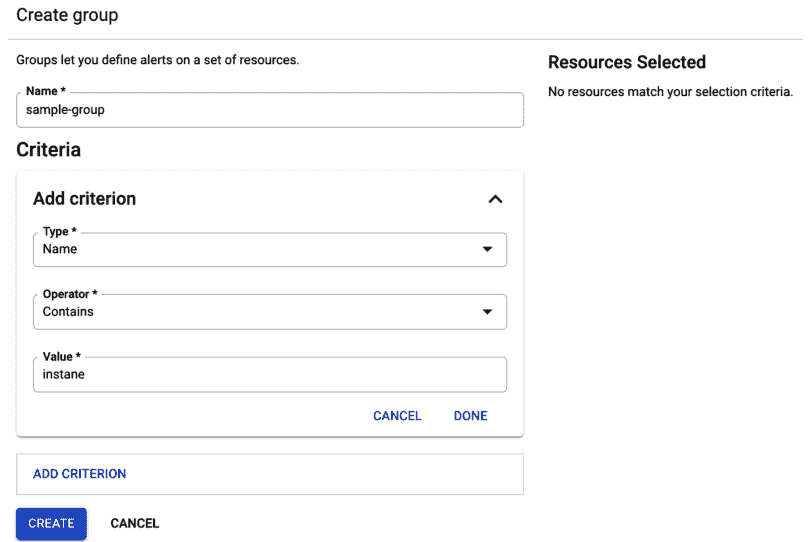 Create group
Groups let you define alerts on a set of resources.
Name *
sample-group
Criteria
Add criterion
Type *
Name
Operator *
Contains
Value *
instane
CANCEL DONE
ADD CRITERION
CREATE CANCEL
Resources Selected
No resources match your selection criteria.